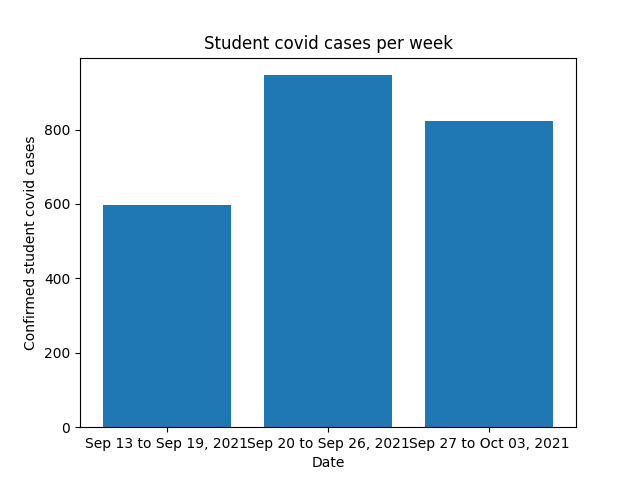 Student covid cases per week
Confirmed student covid cases
800
600
400
200
0
Sep 13 to Sep 19, 2021
Sep 20 to Sep 26, 2021
Sep 27 to Oct 03, 2021
Date